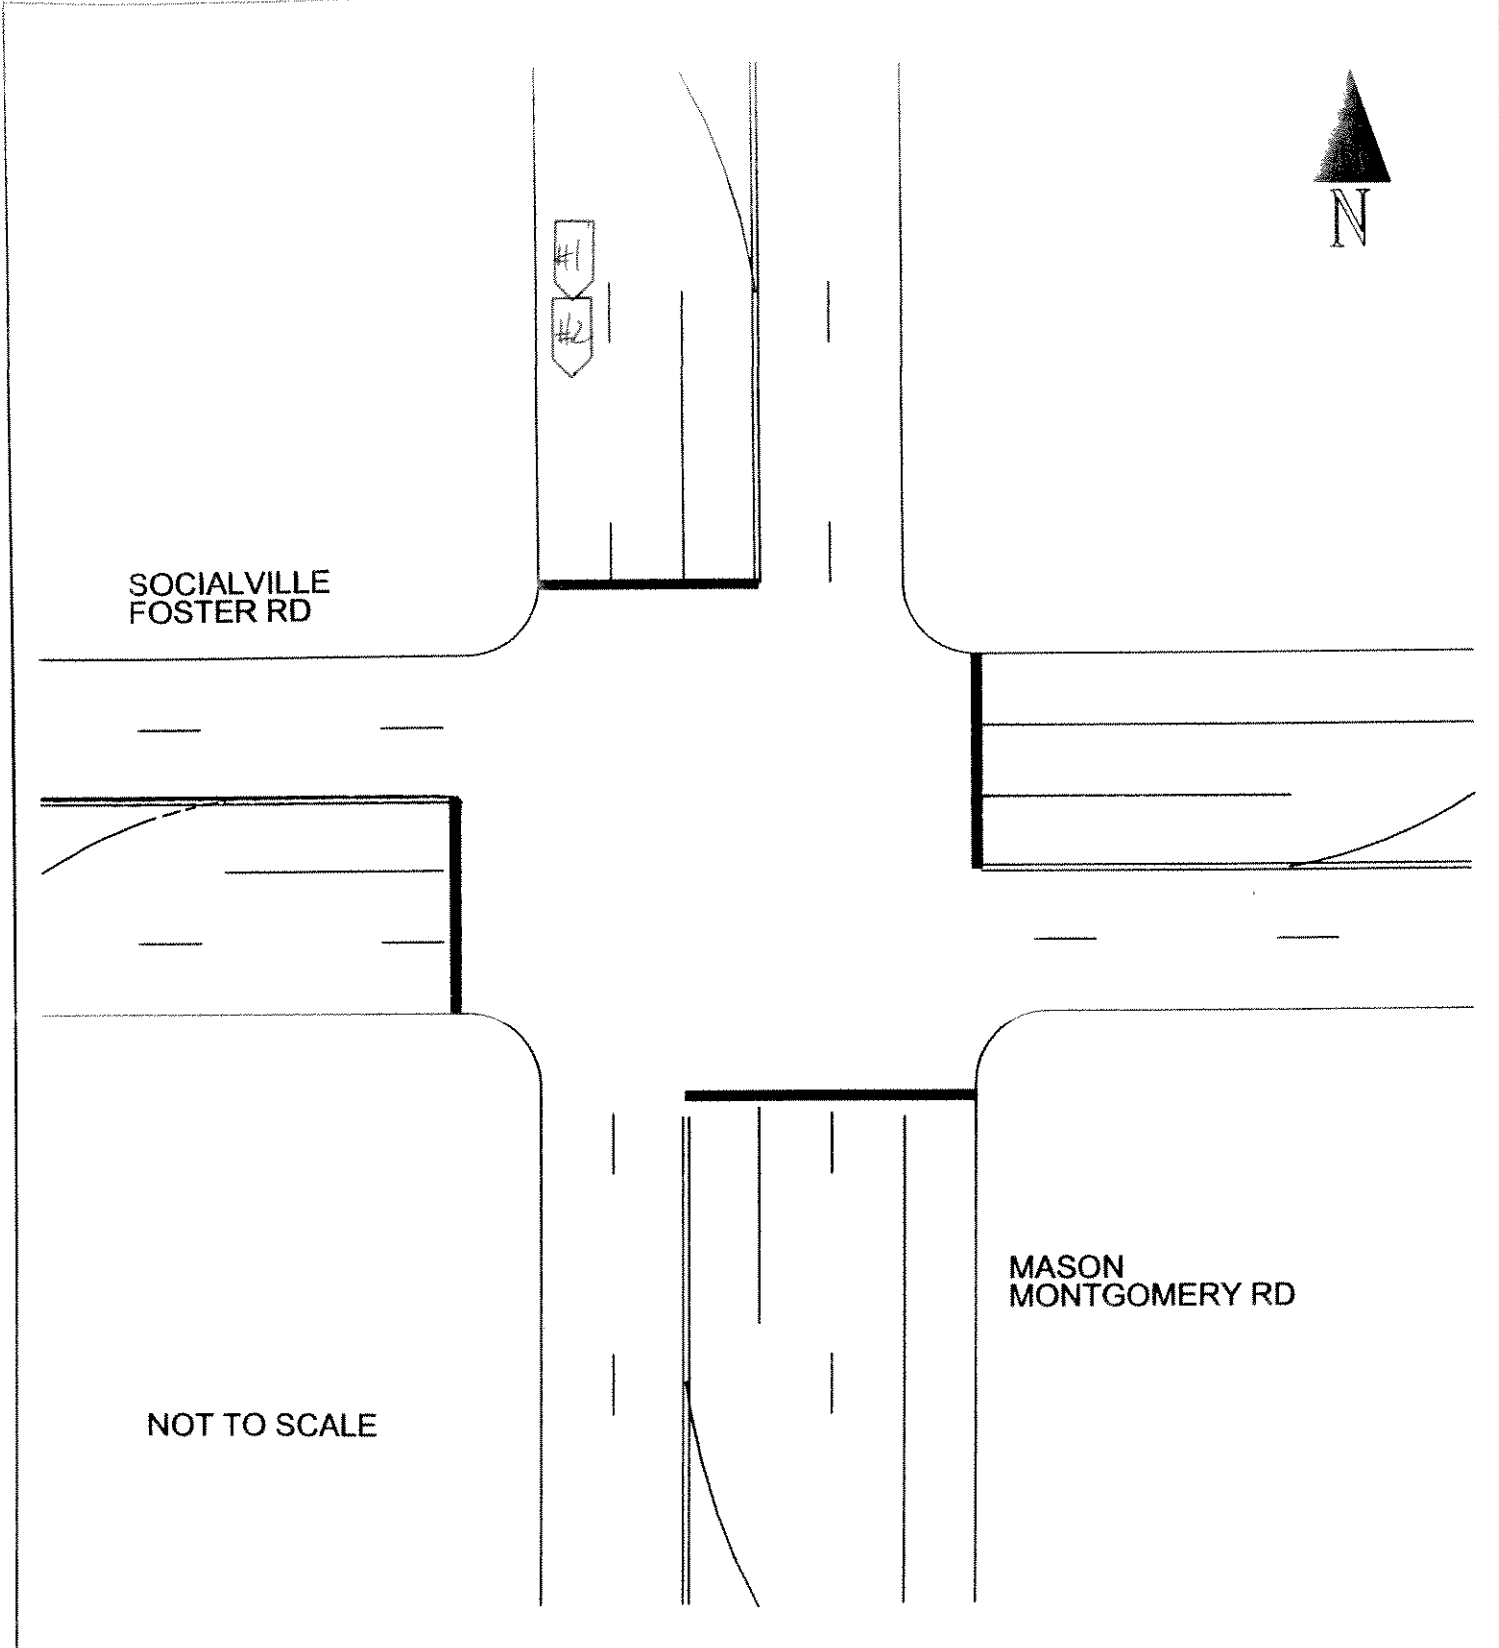 N
#1
#2
SOCIALVILLE
FOSTER RD
MASON
MONTGOMERY RD
NOT TO SCALE